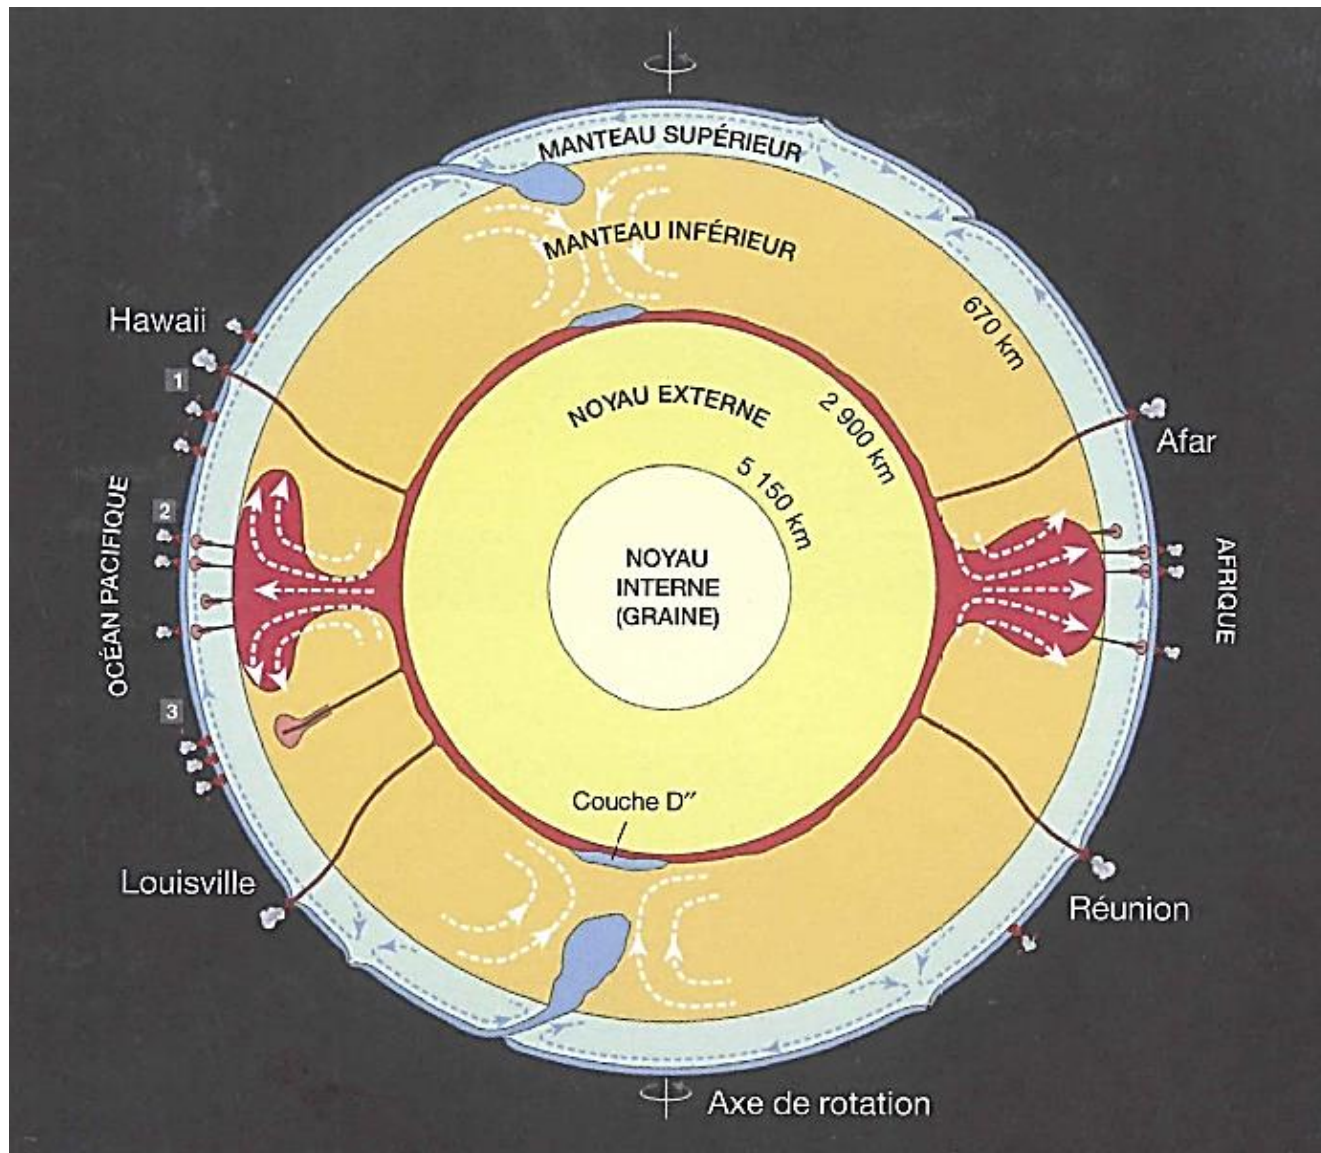 MANTEAU SUPÉRIEUR
MANTEAU INFÉRIEUR
Hawaii
670 km
1
NOYAU EXTERNE
2 900 km
Afar
5 150 km
OCÉAN PACIFIQUE
2
NOYAU
INTERNE
(GRAINE)
AFRIQUE
3
Couche D″
Louisville
Réunion
Axe de rotation